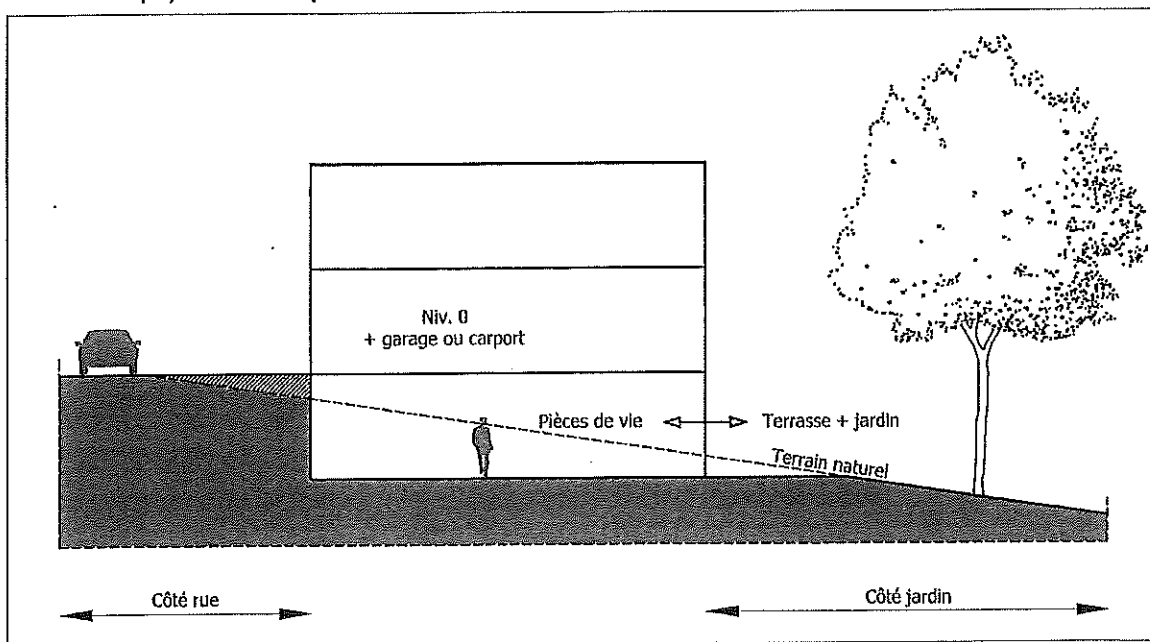 Niv. 0
+ garage ou carport
Pièces de vie
Terrasse + jardin
Terrain naturel
Côté rue
Côté jardin